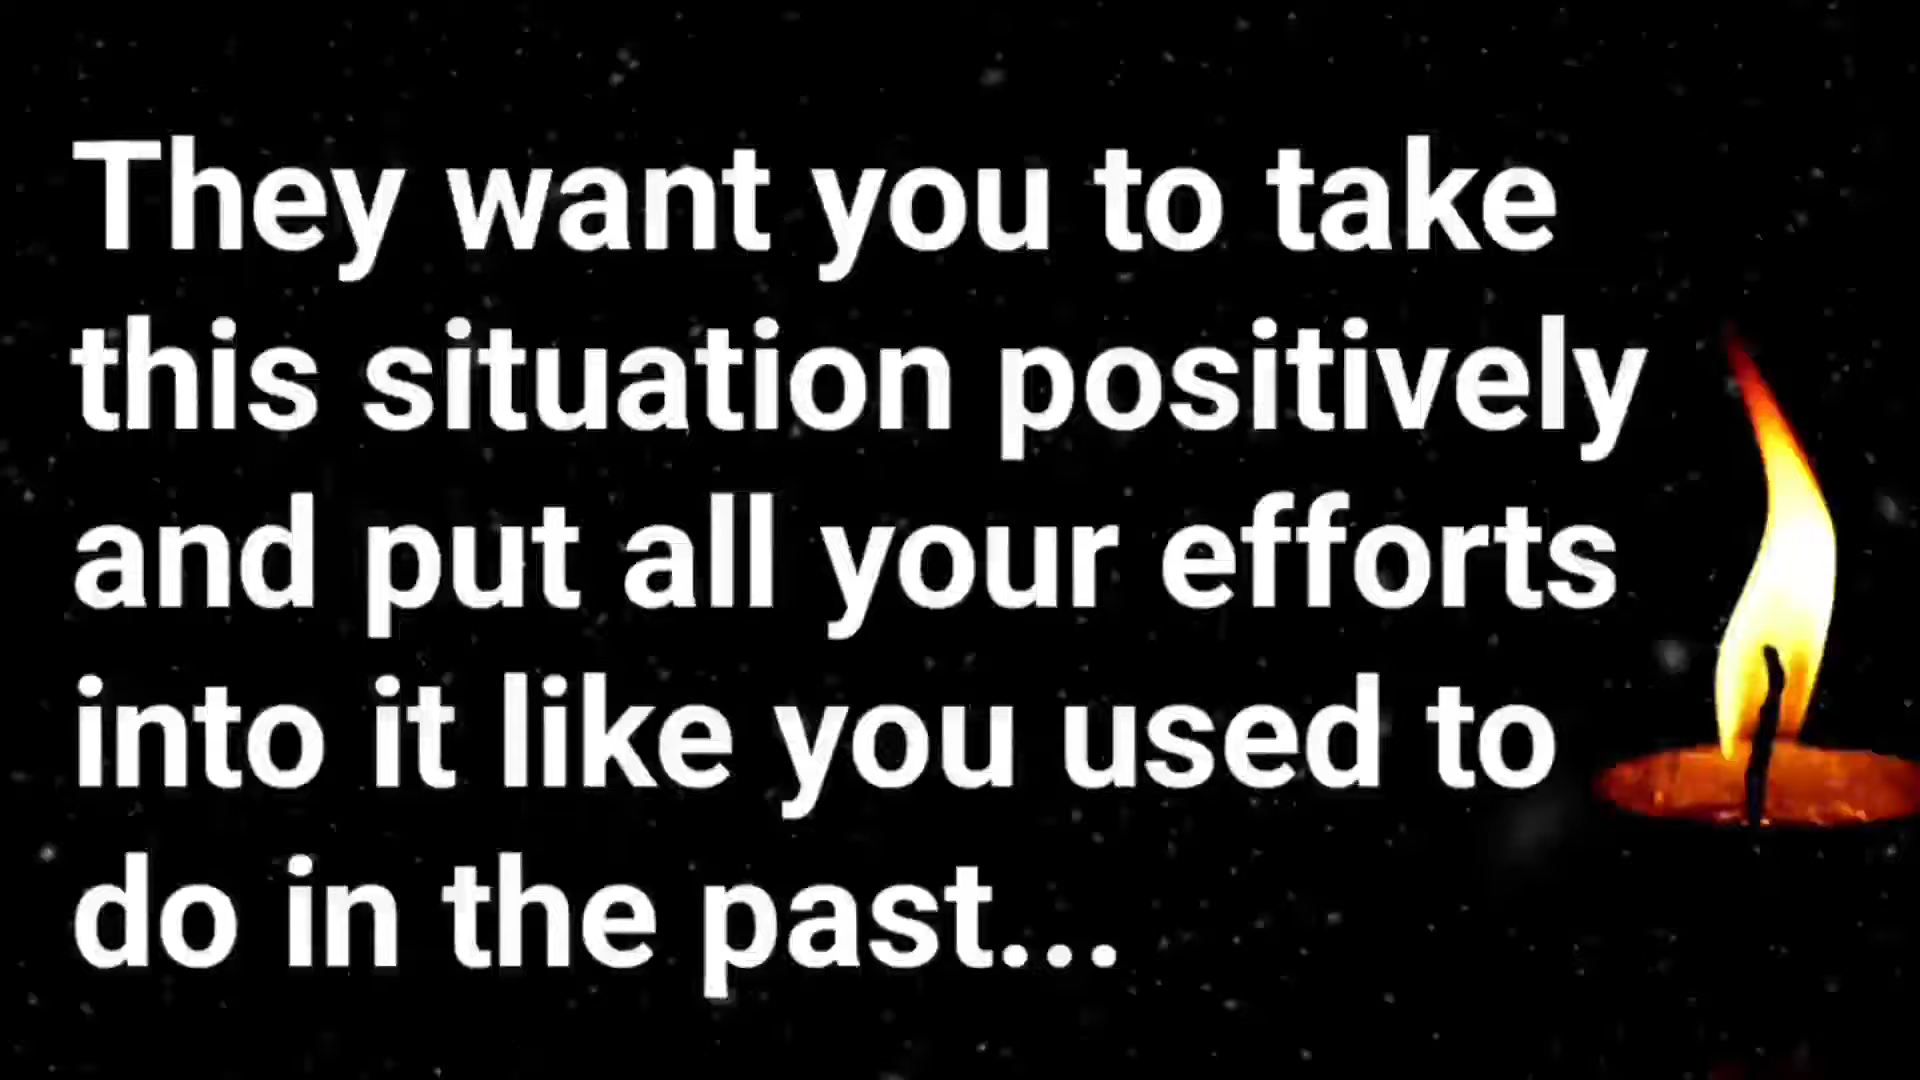 They want you to take
this situation positively
and put all your efforts
into it like you used to
do in the past...